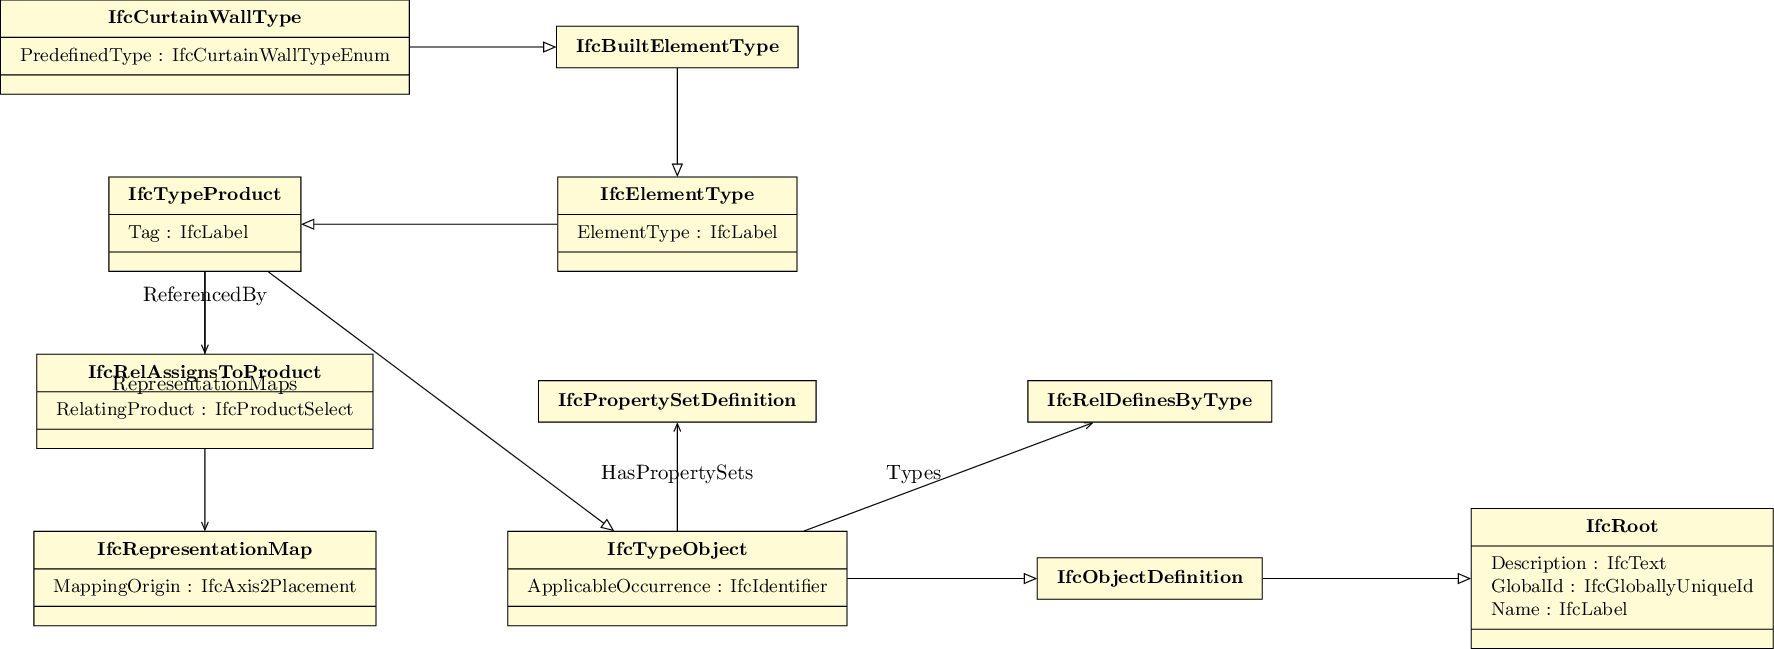 IfcCurtainWallType
PredefinedType : IfcCurtainWallTypeEnum
IfcBuiltElementType
IfcTypeProduct
Tag : IfcLabel
IfcElementType
ElementType : IfcLabel
ReferencedBy
IfcRelAssignsToProduct
RepresentationMaps
RelatingProduct : IfcProductSelect
IfcPropertySetDefinition
IfcRelDefinesByType
HasPropertySets
Types
IfcRepresentationMap
MappingOrigin : IfcAxis2Placement
IfcTypeObject
ApplicableOccurrence : IfcIdentifier
IfcObjectDefinition
IfcRoot
Description : IfcText
GlobalId : IfcGloballyUniqueId
Name : IfcLabel